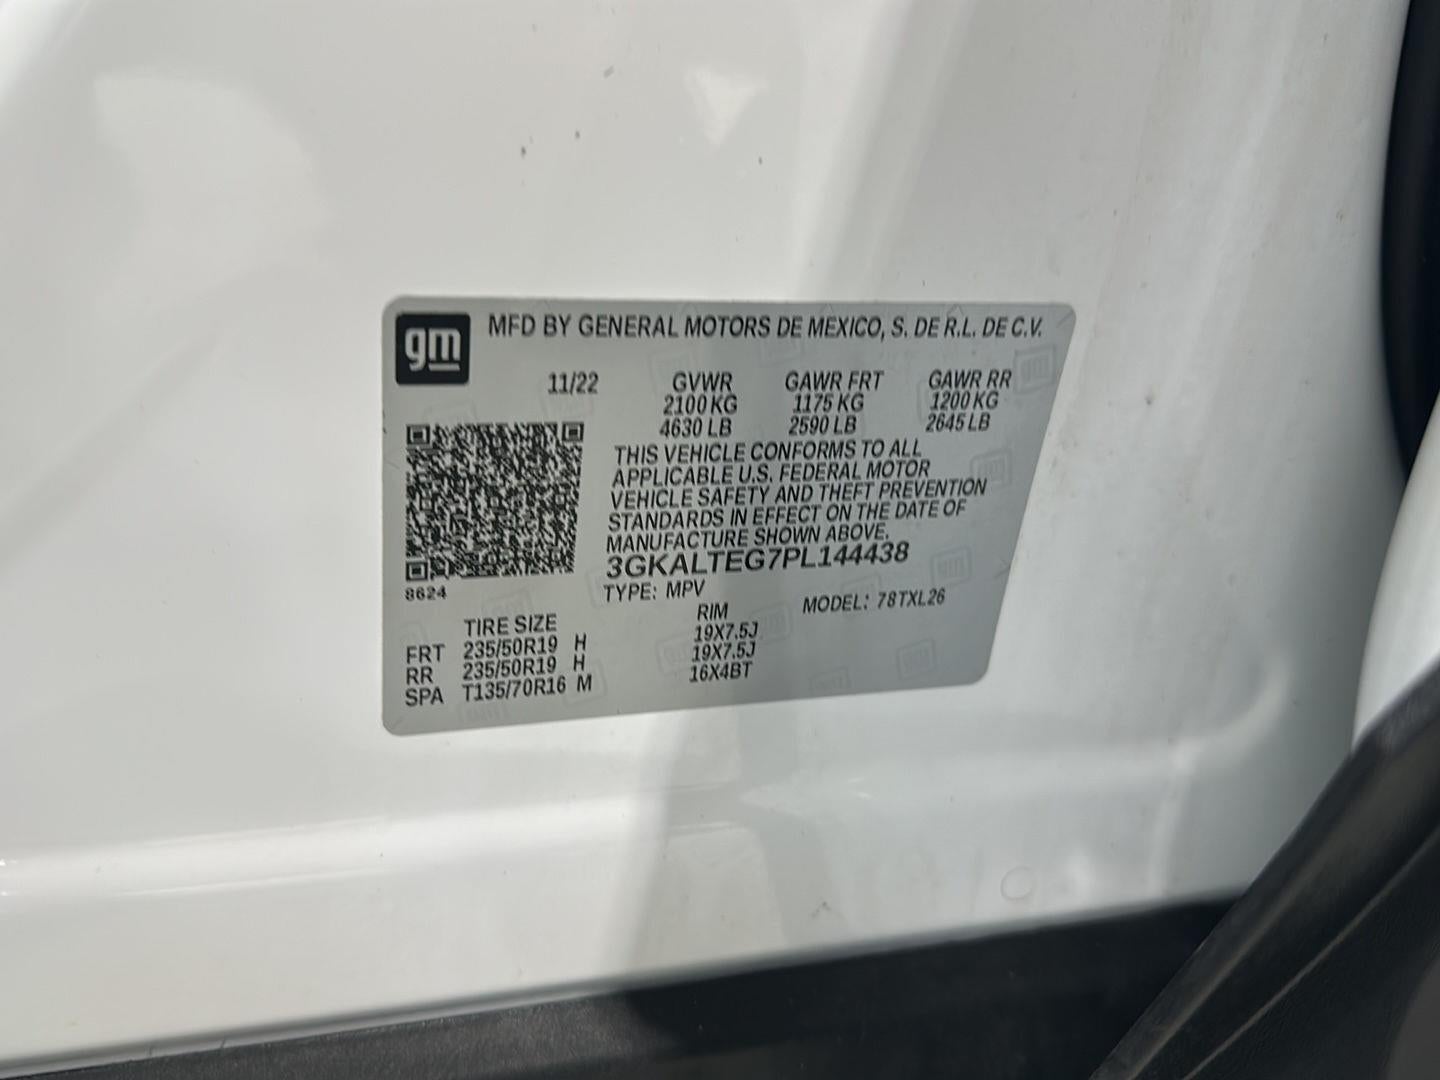 gm MFD BY GENERAL MOTORS DE MEXICO, S. DE R.L. DE C.V.
11/22 GVWR GAWR FRT GAWR RR
2100 KG 1175 KG 1200 KG
4630 LB 2590 LB 2645 LB
THIS VEHICLE CONFORMS TO ALL
APPLICABLE U.S. FEDERAL MOTOR
VEHICLE SAFETY AND THEFT PREVENTION
STANDARDS IN EFFECT ON THE DATE OF
MANUFACTURE SHOWN ABOVE.
3GKALTEG7PL144438
8624
TYPE: MPV MODEL: 78TXL26
TIRE SIZE RIM
FRT 235/50R19 H 19X7.5J
RR 235/50R19 H 19X7.5J
SPA T135/70R16 M 16X4BT